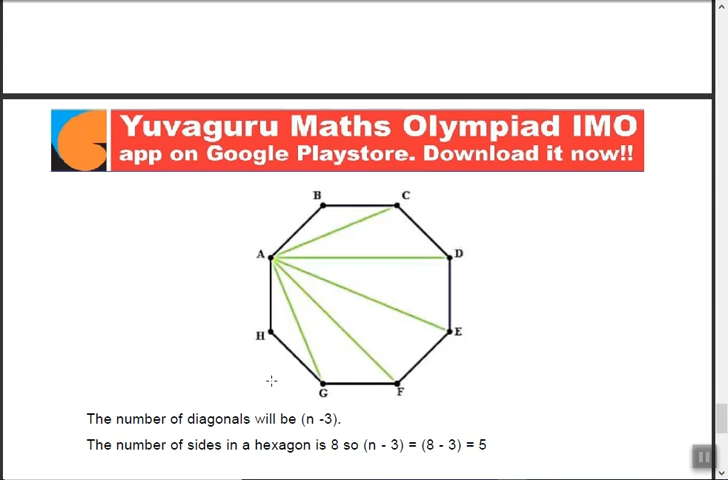 Yuvaguru Maths Olympiad IMO
app on Google Playstore. Download it now!!
B C
A D
H E
G F
The number of diagonals will be (n -3).
The number of sides in a hexagon is 8 so (n - 3) = (8 - 3) = 5